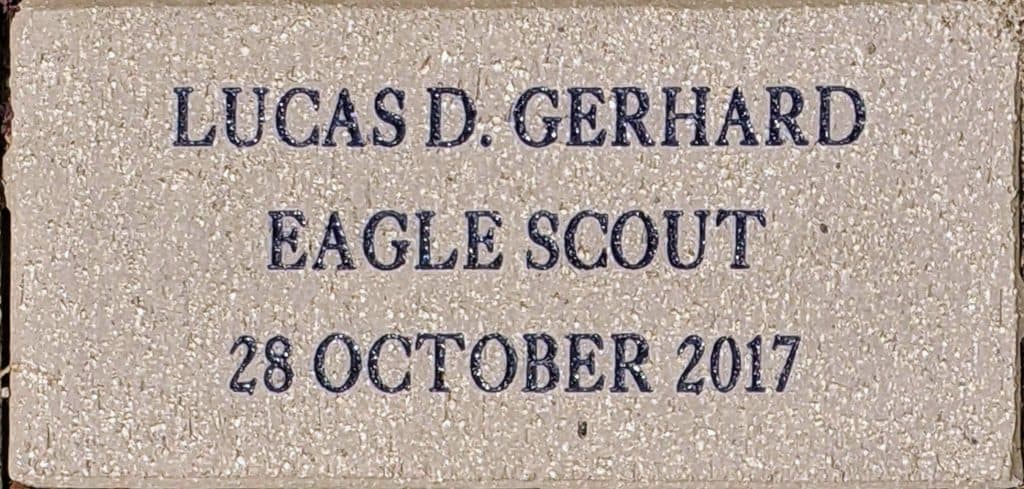 LUCAS D. GERHARD
EAGLE SCOUT
28 OCTOBER 2017